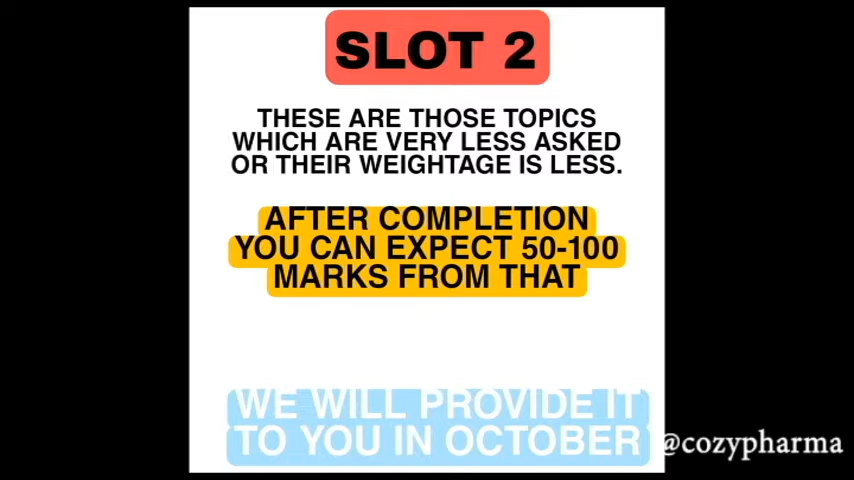 SLOT 2
THESE ARE THOSE TOPICS
WHICH ARE VERY LESS ASKED
OR THEIR WEIGHTAGE IS LESS.
AFTER COMPLETION
YOU CAN EXPECT 50-100
MARKS FROM THAT
WE WILL PROVIDE IT
TO YOU IN OCTOBER
@cozypharma